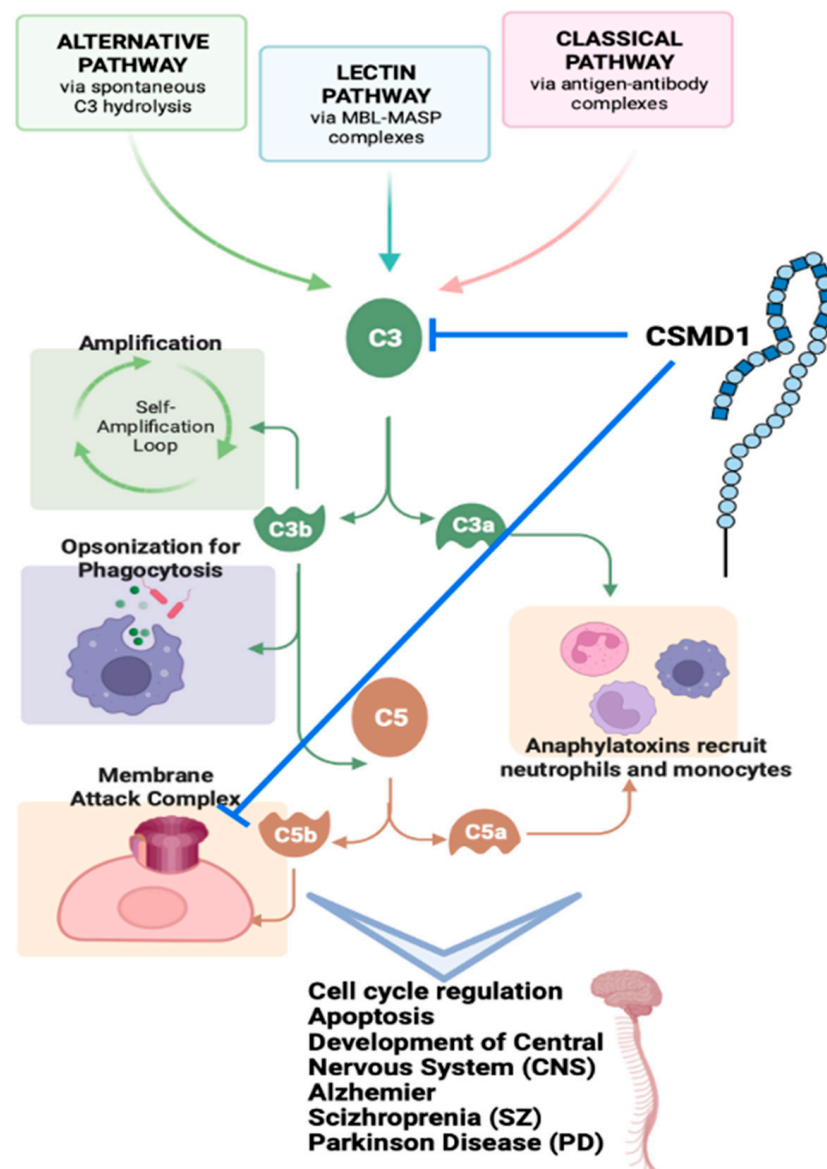 ALTERNATIVE
PATHWAY
via spontaneous
C3 hydrolysis
LECTIN
PATHWAY
via MBL-MASP
complexes
CLASSICAL
PATHWAY
via antigen-antibody
complexes
C3
CSMD1
Amplification
Self-
Amplification
Loop
C3b
C3a
Opsonization for
Phagocytosis
C5
Anaphylatoxins recruit
neutrophils and monocytes
Membrane
Attack Complex
C5b
C5a
Cell cycle regulation
Apoptosis
Development of Central
Nervous System (CNS)
Alzhemier
Scizhroprenia (SZ)
Parkinson Disease (PD)